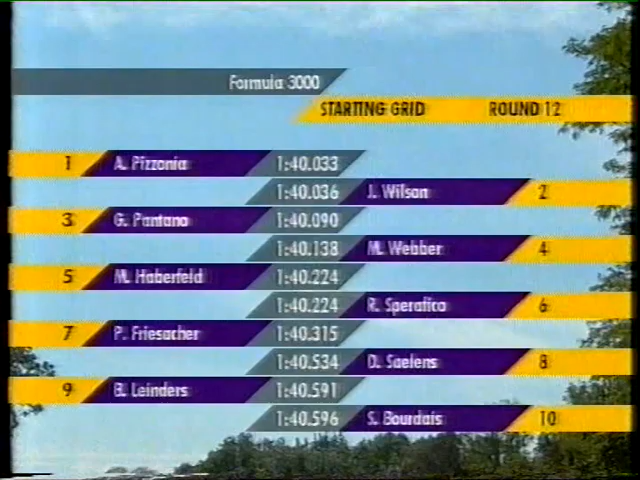 Formula 3000
STARTING GRID ROUND 12
1 A. Pizzonia 1:40.033
1:40.036 J. Wilson 2
3 G. Pantano 1:40.090
1:40.138 M. Webber 4
5 M. Haberfeld 1:40.224
1:40.224 R. Sperafico 6
7 P. Friesacher 1:40.315
1:40.534 D. Saelens 8
9 B. Leinders 1:40.591
1:40.596 S. Bourdais 10